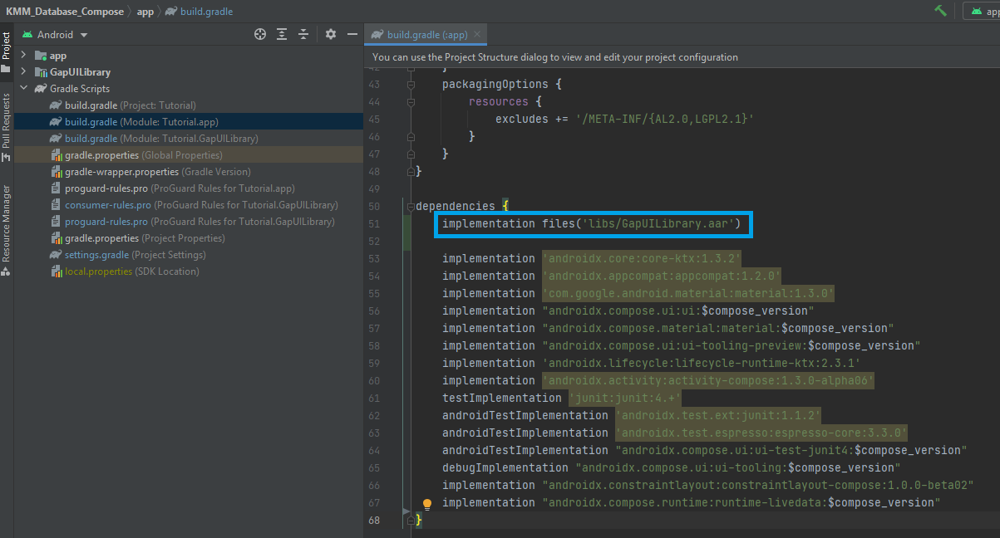 KMM_Database_Compose app build.gradle app
Project
Pull Requests
Resource Manager
Android
app
GapUILibrary
Gradle Scripts
build.gradle (Project: Tutorial)
build.gradle (Module: Tutorial.app)
build.gradle (Module: Tutorial.GapUILibrary)
gradle.properties (Global Properties)
gradle-wrapper.properties (Gradle Version)
proguard-rules.pro (ProGuard Rules for Tutorial.app)
consumer-rules.pro (ProGuard Rules for Tutorial.GapUILibrary)
proguard-rules.pro (ProGuard Rules for Tutorial.GapUILibrary)
gradle.properties (Project Properties)
settings.gradle (Project Settings)
local.properties (SDK Location)
build.gradle (:app)
You can use the Project Structure dialog to view and edit your project configuration
42 }
43 packagingOptions {
44 resources {
45 excludes += '/META-INF/{AL2.0,LGPL2.1}'
46 }
47 }
48 }
49
50 dependencies {
51 implementation files('libs/GapUILibrary.aar')
52
53 implementation 'androidx.core:core-ktx:1.3.2'
54 implementation 'androidx.appcompat:appcompat:1.2.0'
55 implementation 'com.google.android.material:material:1.3.0'
56 implementation "androidx.compose.ui:ui:$compose_version"
57 implementation "androidx.compose.material:material:$compose_version"
58 implementation "androidx.compose.ui:ui-tooling-preview:$compose_version"
59 implementation 'androidx.lifecycle:lifecycle-runtime-ktx:2.3.1'
60 implementation 'androidx.activity:activity-compose:1.3.0-alpha06'
61 testImplementation 'junit:junit:4.+'
62 androidTestImplementation 'androidx.test.ext:junit:1.1.2'
63 androidTestImplementation 'androidx.test.espresso:espresso-core:3.3.0'
64 androidTestImplementation "androidx.compose.ui:ui-test-junit4:$compose_version"
65 debugImplementation "androidx.compose.ui:ui-tooling:$compose_version"
66 implementation "androidx.constraintlayout:constraintlayout-compose:1.0.0-beta02"
67 implementation "androidx.compose.runtime:runtime-livedata:$compose_version"
68 }